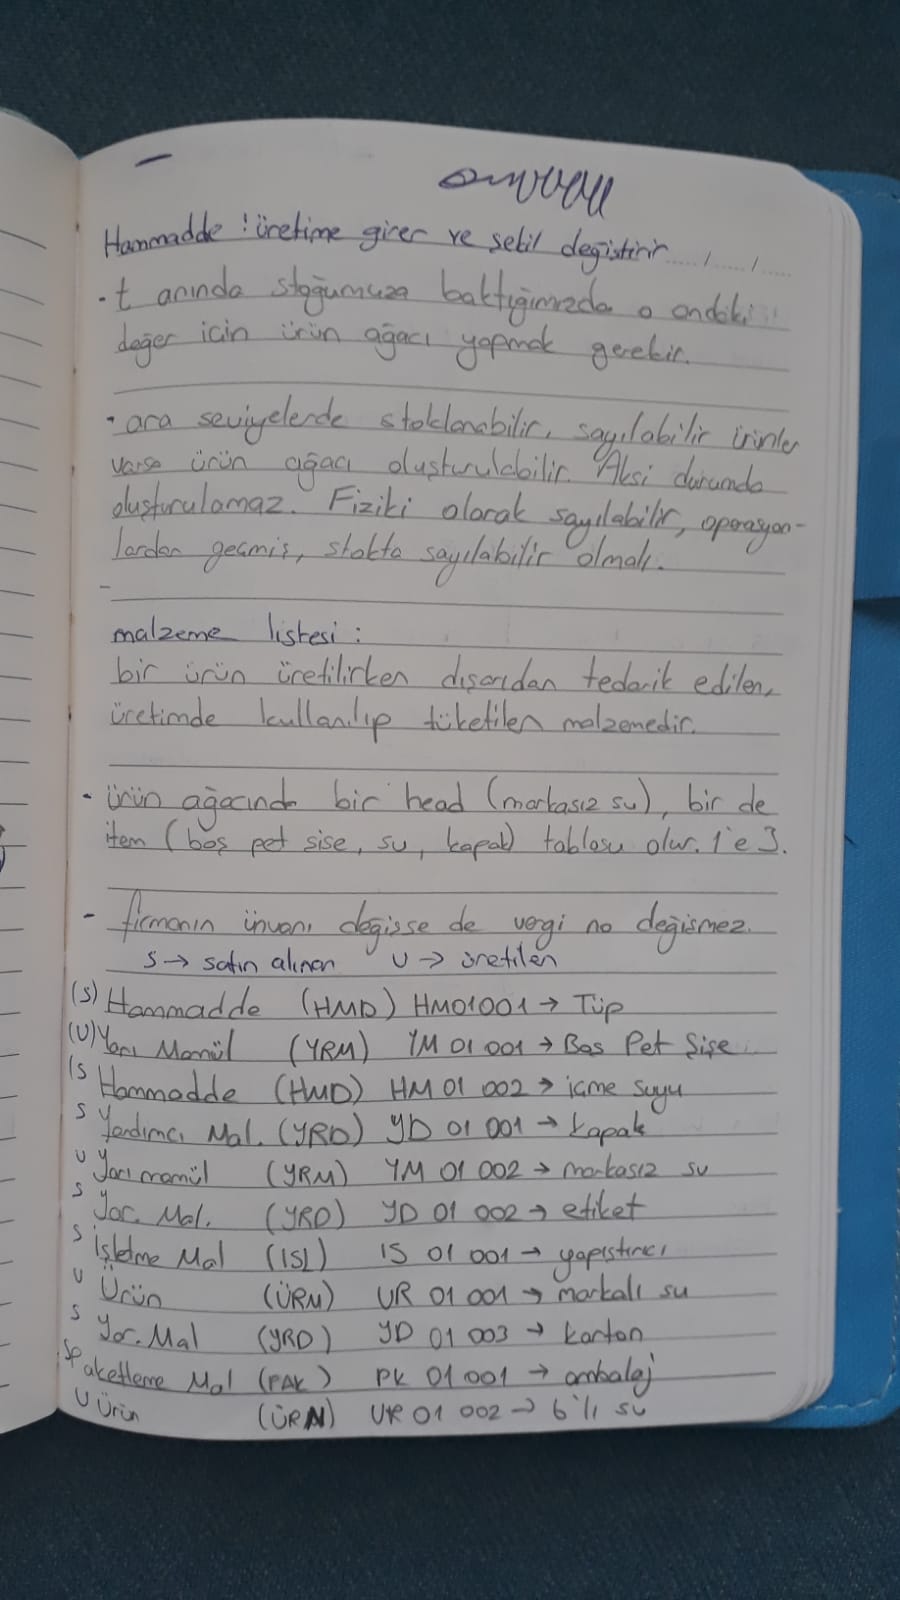 Hammadde : üretime girer ve şekil değiştirir...../...../.....
• t anında stoğumuza baktığımızda o andaki
değer için ürün ağacı yapmak gerekir.
• ara seviyelerde stoklanabilir, sayılabilir ürünler
varsa ürün ağacı oluşturulabilir. Aksi durumda
oluşturulamaz. Fiziki olarak sayılabilir, operasyon-
lardan geçmiş, stokta sayılabilir olmalı.
-
malzeme listesi :
bir ürün üretilirken dışarıdan tedarik edilen,
üretimde kullanılıp tüketilen malzemedir.
• ürün ağacında bir head (markasız su), bir de
item (boş pet şişe, su, kapak) tablosu olur. 1'e 3.
- firmanın ünvanı değişse de vergi no değişmez.
s → satın alınan U → üretilen
(s) Hammadde (HMD) HM01001 → Tüp
(U) Yarı Mamül (YRM) YM 01 001 → Boş Pet Şişe
(s Hammadde (HMD) HM 01 002 → içme suyu
s Yardımcı Mal. (YRD) YD 01 001 → kapak
U Yarı mamül (YRM) YM 01 002 → markasız su
s Yar. Mal. (YRD) YD 01 002 → etiket
s İşletme Mal (ISL) IS 01 001 → yapıştırıcı
U Ürün (ÜRN) UR 01 001 → markalı su
s Yar. Mal (YRD) YD 01 003 → karton
s Paketleme Mal (PAK) PK 01 001 → ambalaj
U Ürün (ÜRN) UR 01 002 → 6'lı su